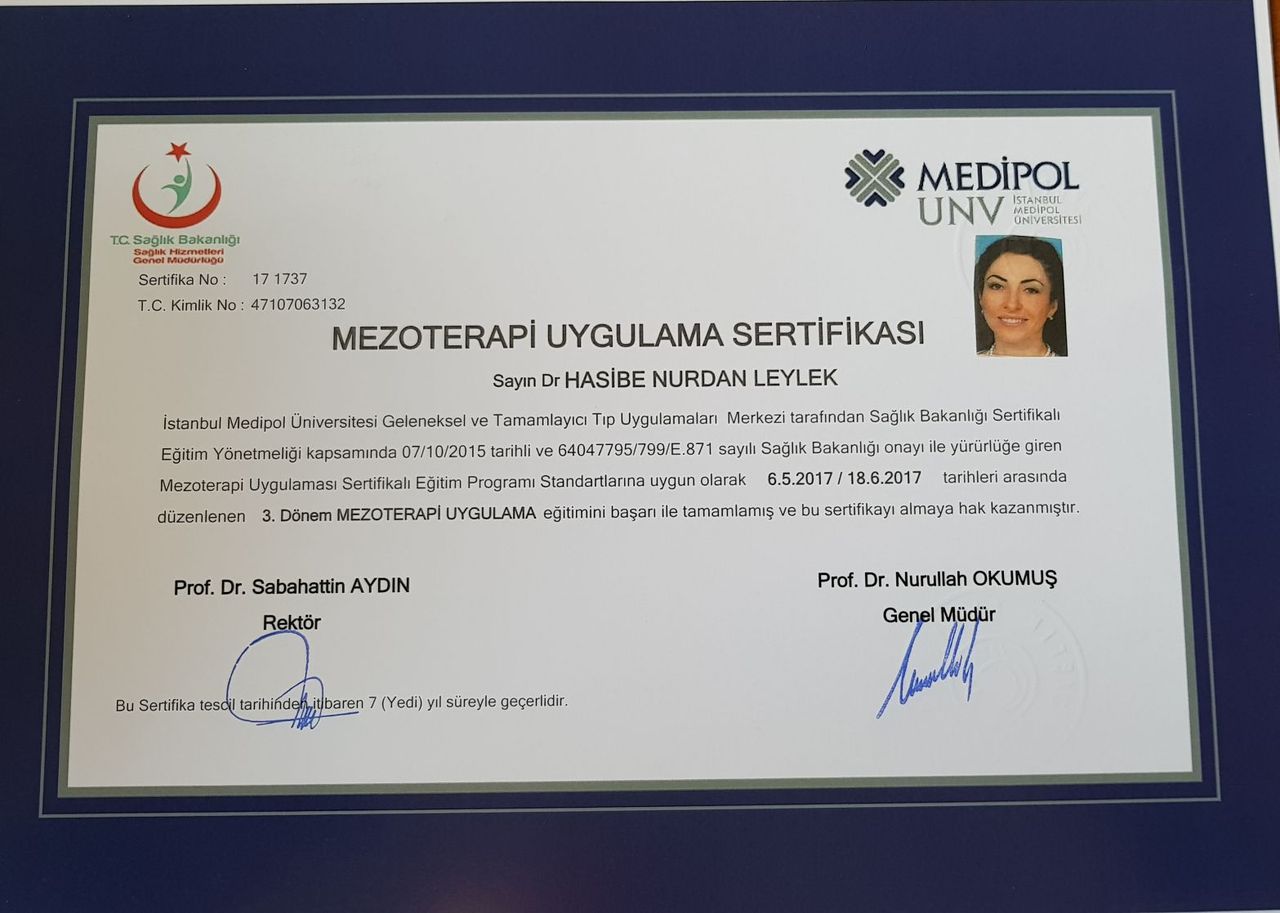 MEDİPOL
UNV İSTANBUL
MEDİPOL
ÜNİVERSİTESİ
T.C. Sağlık Bakanlığı
Sağlık Hizmetleri
Genel Müdürlüğü
Sertifika No : 17 1737
T.C. Kimlik No : 47107063132
MEZOTERAPİ UYGULAMA SERTİFİKASI
Sayın Dr HASİBE NURDAN LEYLEK
İstanbul Medipol Üniversitesi Geleneksel ve Tamamlayıcı Tıp Uygulamaları Merkezi tarafından Sağlık Bakanlığı Sertifikalı
Eğitim Yönetmeliği kapsamında 07/10/2015 tarihli ve 64047795/799/E.871 sayılı Sağlık Bakanlığı onayı ile yürürlüğe giren
Mezoterapi Uygulaması Sertifikalı Eğitim Programı Standartlarına uygun olarak 6.5.2017 / 18.6.2017 tarihleri arasında
düzenlenen 3. Dönem MEZOTERAPİ UYGULAMA eğitimini başarı ile tamamlamış ve bu sertifikayı almaya hak kazanmıştır.
Prof. Dr. Sabahattin AYDIN
Rektör
Prof. Dr. Nurullah OKUMUŞ
Genel Müdür
Bu Sertifika tescil tarihinden itibaren 7 (Yedi) yıl süreyle geçerlidir.